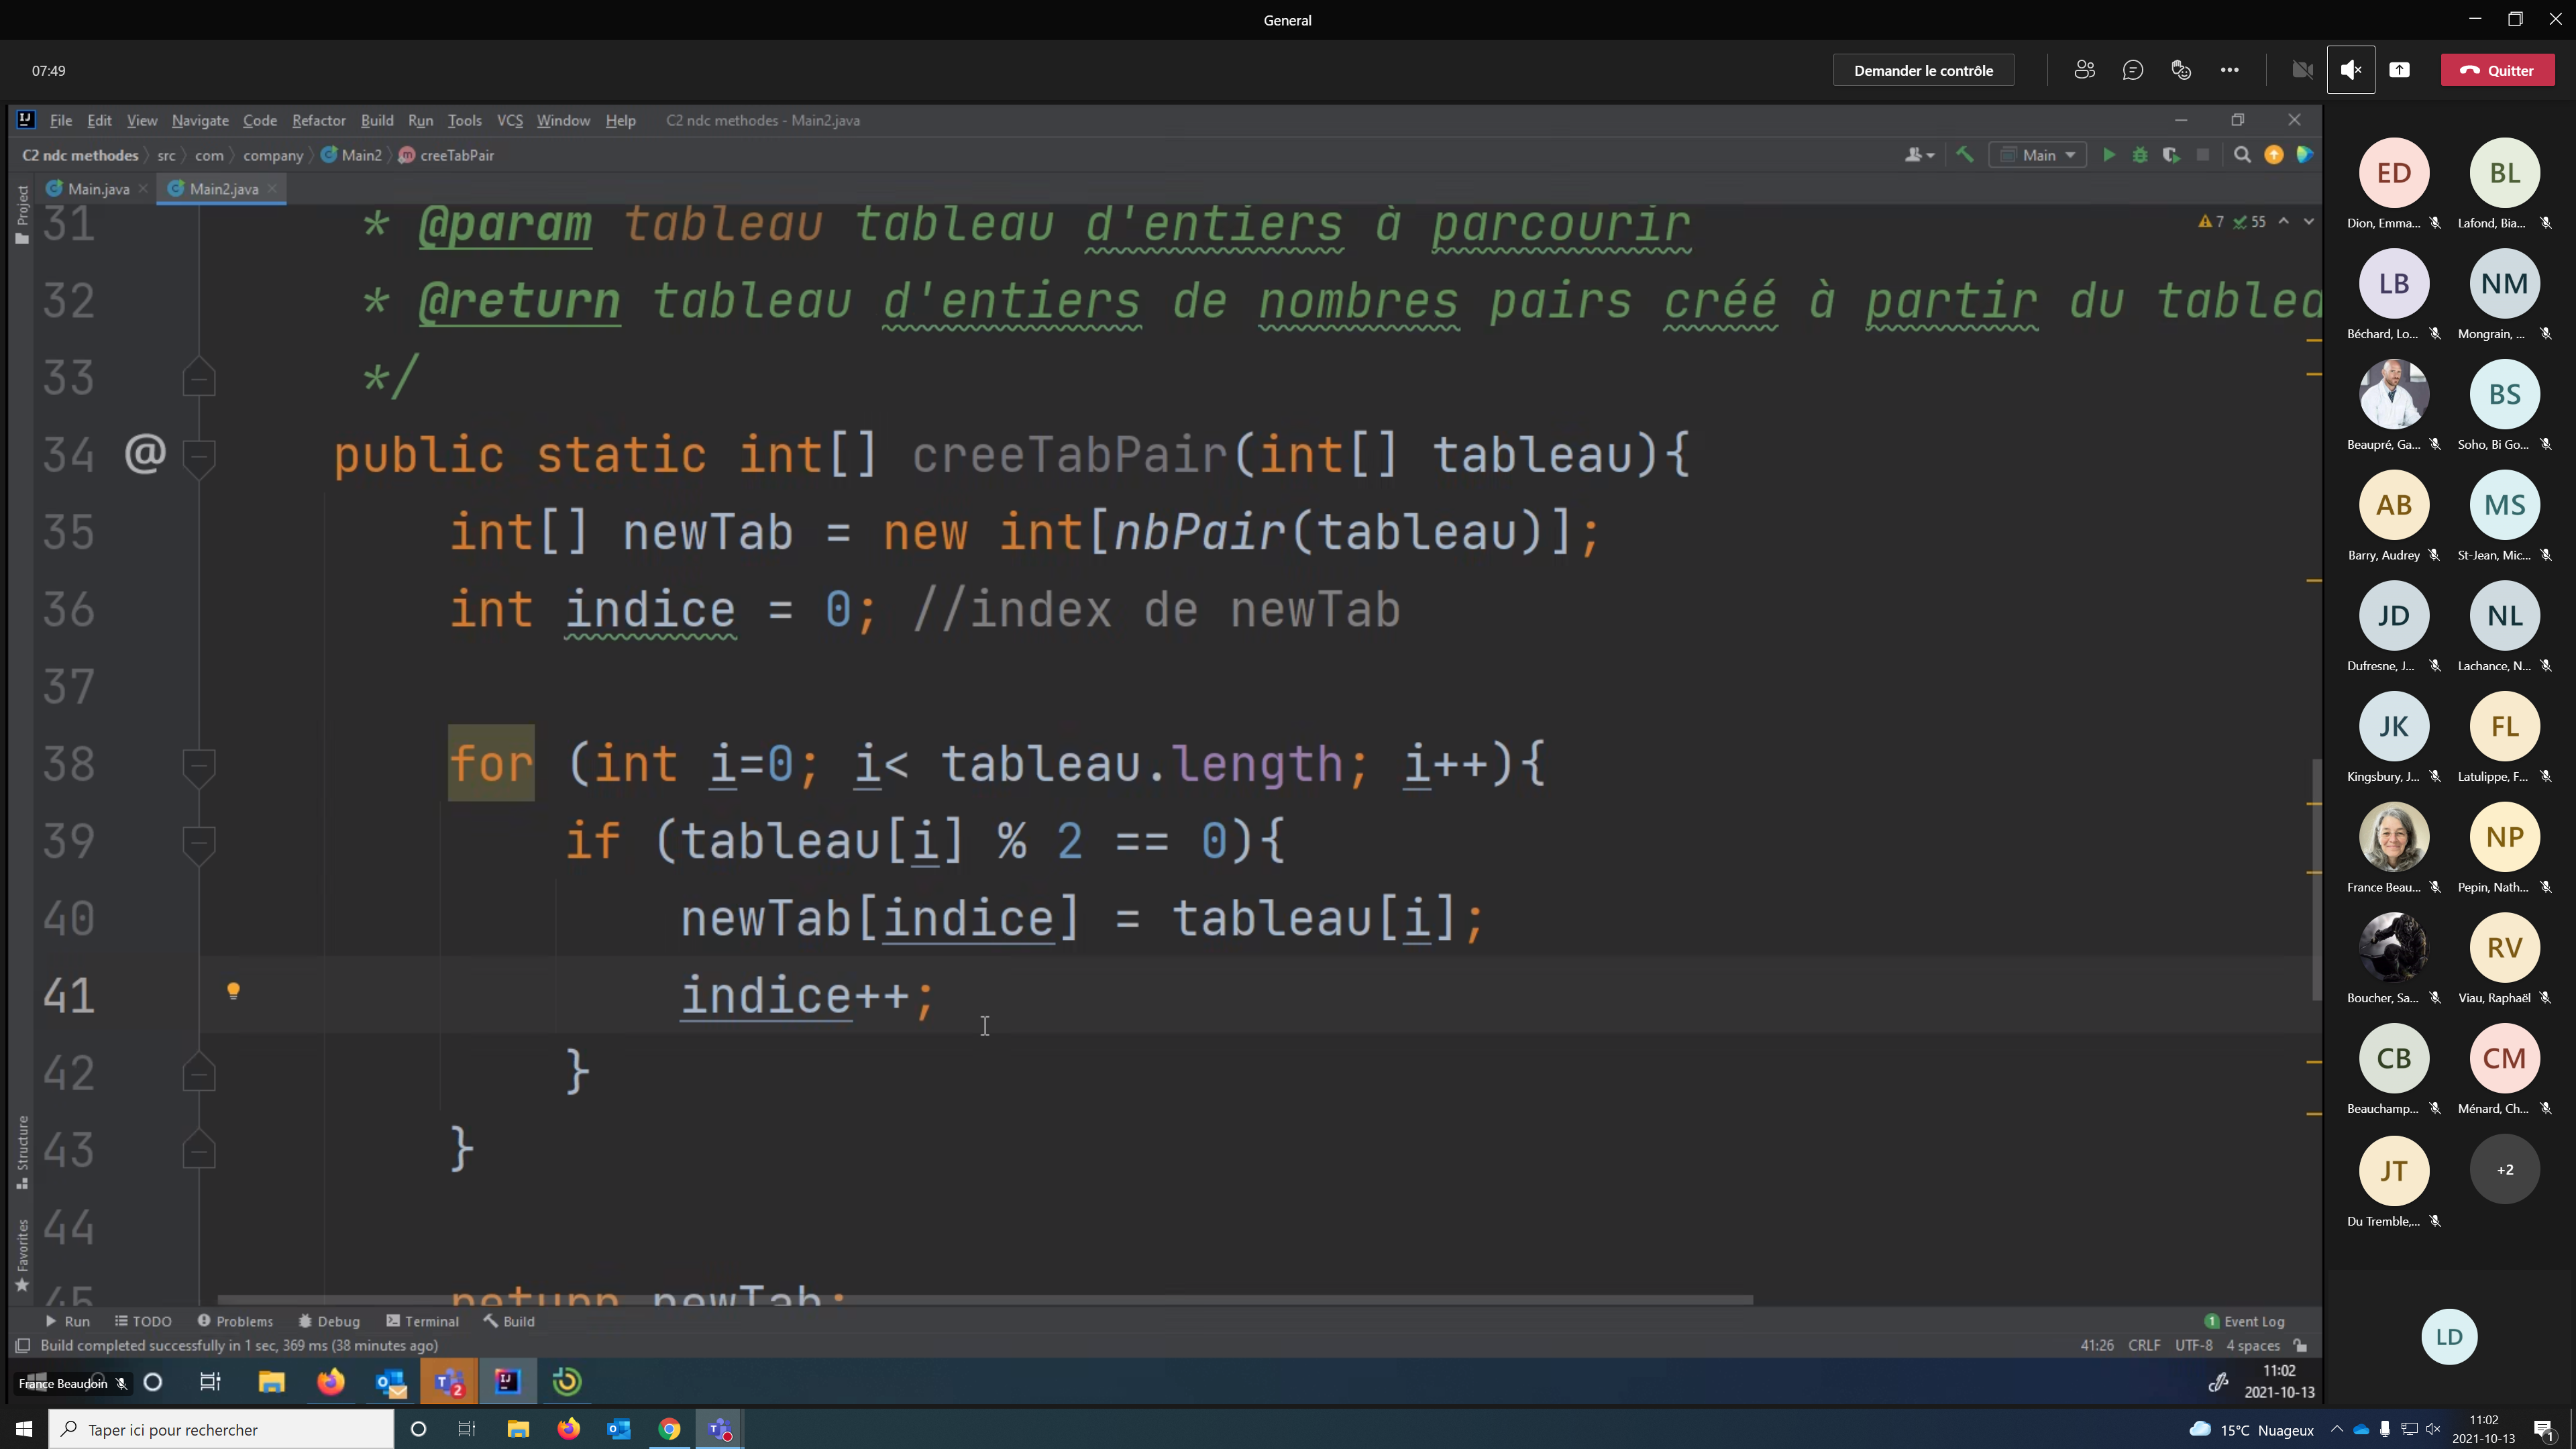 General
07:49
Demander le contrôle
Quitter
File Edit View Navigate Code Refactor Build Run Tools VCS Window Help C2 ndc methodes - Main2.java
C2 ndc methodes src com company Main2 creeTabPair
Main
Main.java Main2.java
Project
7 55
31 * @param tableau tableau d'entiers à parcourir
32 * @return tableau d'entiers de nombres pairs créé à partir du tablea
33 */
34 public static int[] creeTabPair(int[] tableau){
35 int[] newTab = new int[nbPair(tableau)];
36 int indice = 0; //index de newTab
37
38 for (int i=0; i< tableau.length; i++){
39 if (tableau[i] % 2 == 0){
40 newTab[indice] = tableau[i];
41 indice++;
42 }
43 }
44
45 return newTab;
Structure
Favorites
Run TODO Problems Debug Terminal Build
1 Event Log
Build completed successfully in 1 sec, 369 ms (38 minutes ago)
41:26 CRLF UTF-8 4 spaces
France Beaudoin
2
11:02
2021-10-13
ED BL
Dion, Emma... Lafond, Bia...
LB NM
Béchard, Lo... Mongrain, ...
BS
Beaupré, Ga... Soho, Bi Go...
AB MS
Barry, Audrey St-Jean, Mic...
JD NL
Dufresne, J... Lachance, N...
JK FL
Kingsbury, J... Latulippe, F...
NP
France Beau... Pepin, Nath...
RV
Boucher, Sa... Viau, Raphaël
CB CM
Beauchamp... Ménard, Ch...
JT +2
Du Tremble,...
LD
Taper ici pour rechercher
15°C Nuageux
11:02
2021-10-13
1